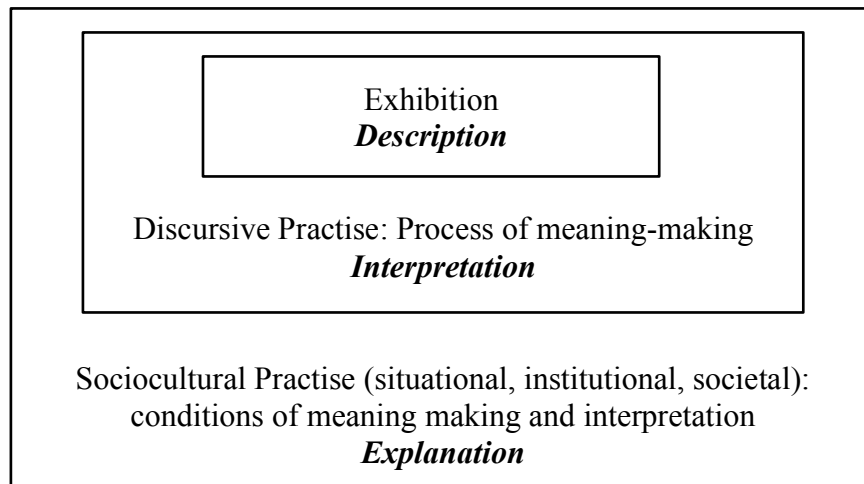 Exhibition
Description
Discursive Practise: Process of meaning-making
Interpretation
Sociocultural Practise (situational, institutional, societal):
conditions of meaning making and interpretation
Explanation